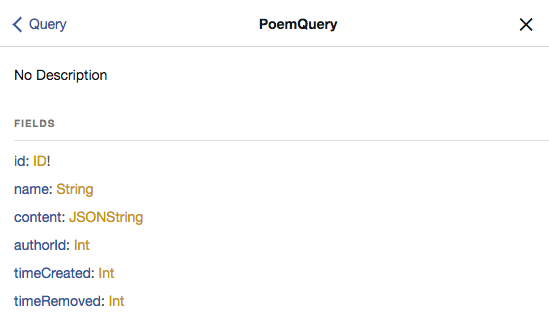 Query
PoemQuery
No Description
FIELDS
id: ID!
name: String
content: JSONString
authorId: Int
timeCreated: Int
timeRemoved: Int